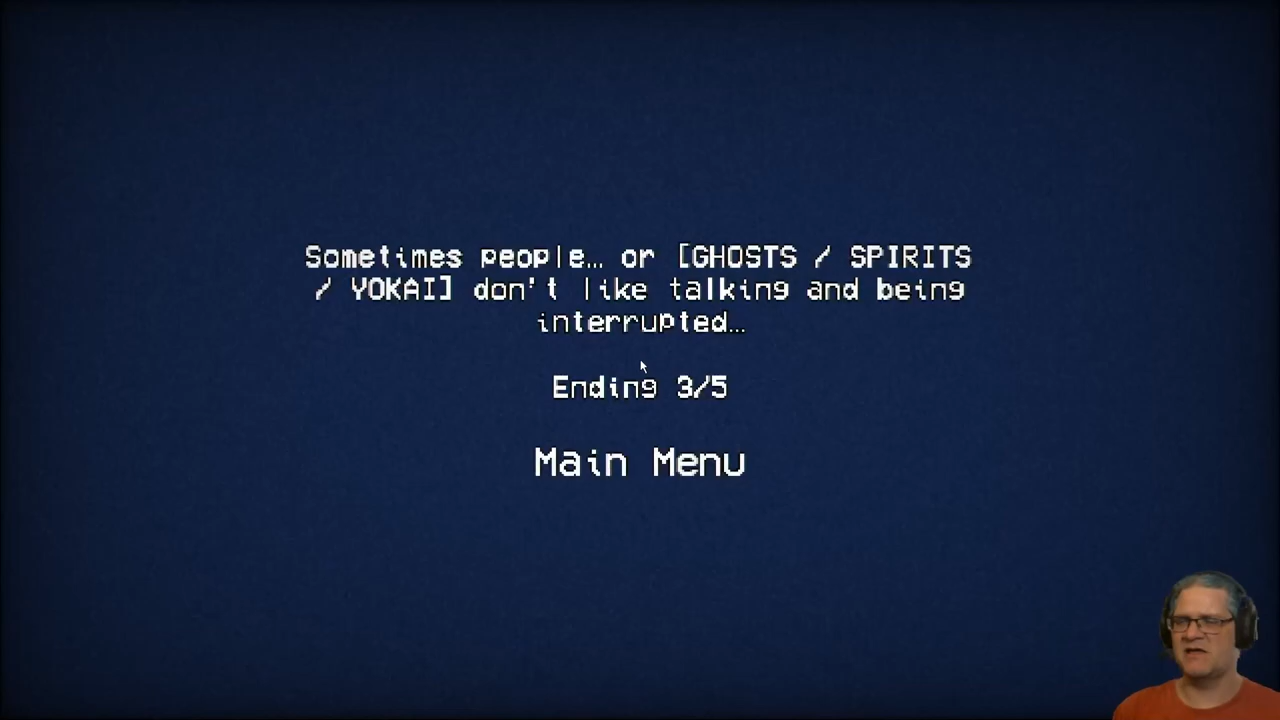 Sometimes people… or [GHOSTS / SPIRITS
/ YOKAI] don't like talking and being
interrupted…
Ending 3/5
Main Menu